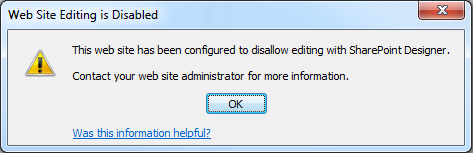 Web Site Editing is Disabled
This web site has been configured to disallow editing with SharePoint Designer.
Contact your web site administrator for more information.
OK
Was this information helpful?